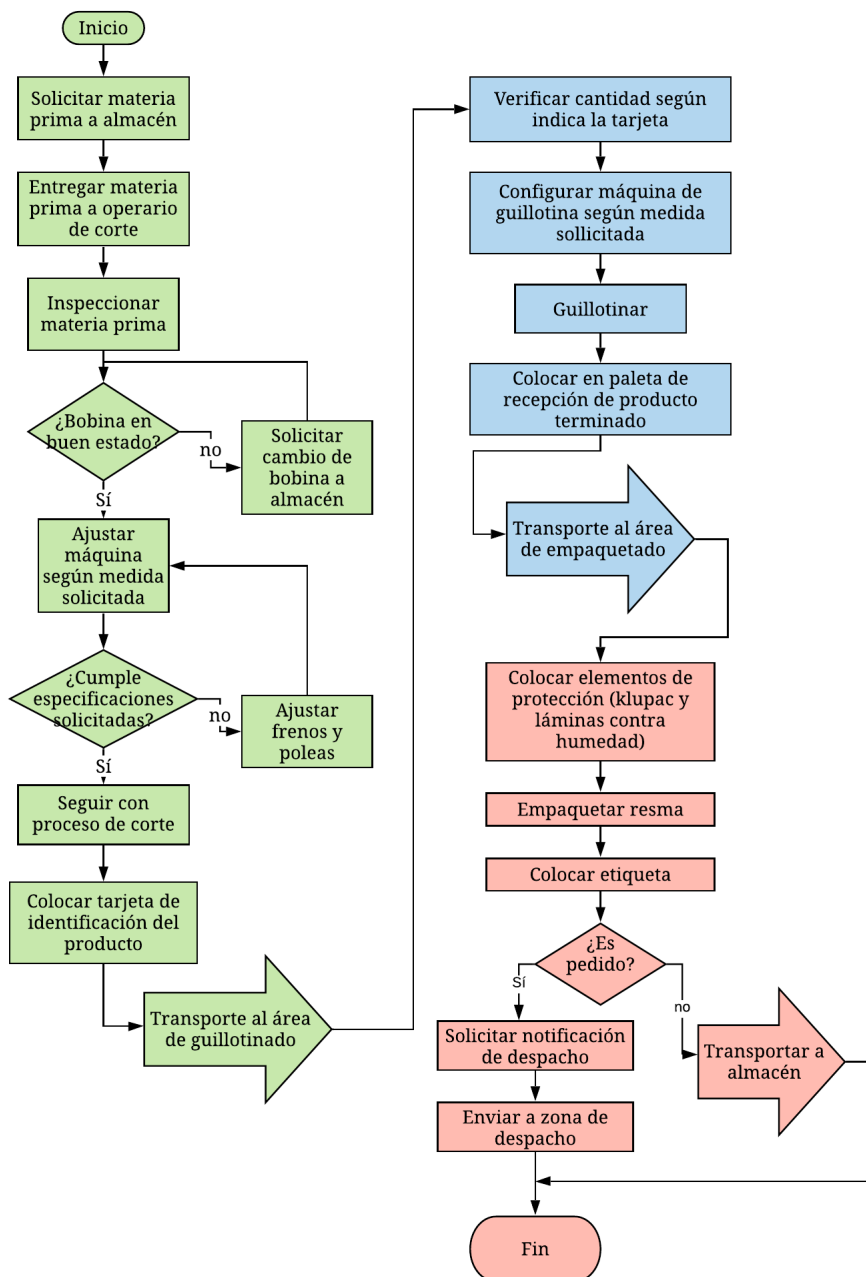 Inicio
Solicitar materia
prima a almacén
Entregar materia
prima a operario
de corte
Inspeccionar
materia prima
¿Bobina en
buen estado?
no
Solicitar
cambio de
bobina a
almacén
Sí
Ajustar
máquina
según medida
solicitada
¿Cumple
especificaciones
solicitadas?
no
Ajustar
frenos y
poleas
Sí
Seguir con
proceso de corte
Colocar tarjeta de
identificación del
producto
Transporte al área
de guillotinado
Verificar cantidad según
indica la tarjeta
Configurar máquina de
guillotina según medida
sollicitada
Guillotinar
Colocar en paleta de
recepción de producto
terminado
Transporte al área
de empaquetado
Colocar elementos de
protección (klupac y
láminas contra
humedad)
Empaquetar resma
Colocar etiqueta
¿Es
pedido?
Sí
no
Solicitar notificación
de despacho
Transportar a
almacén
Enviar a zona de
despacho
Fin